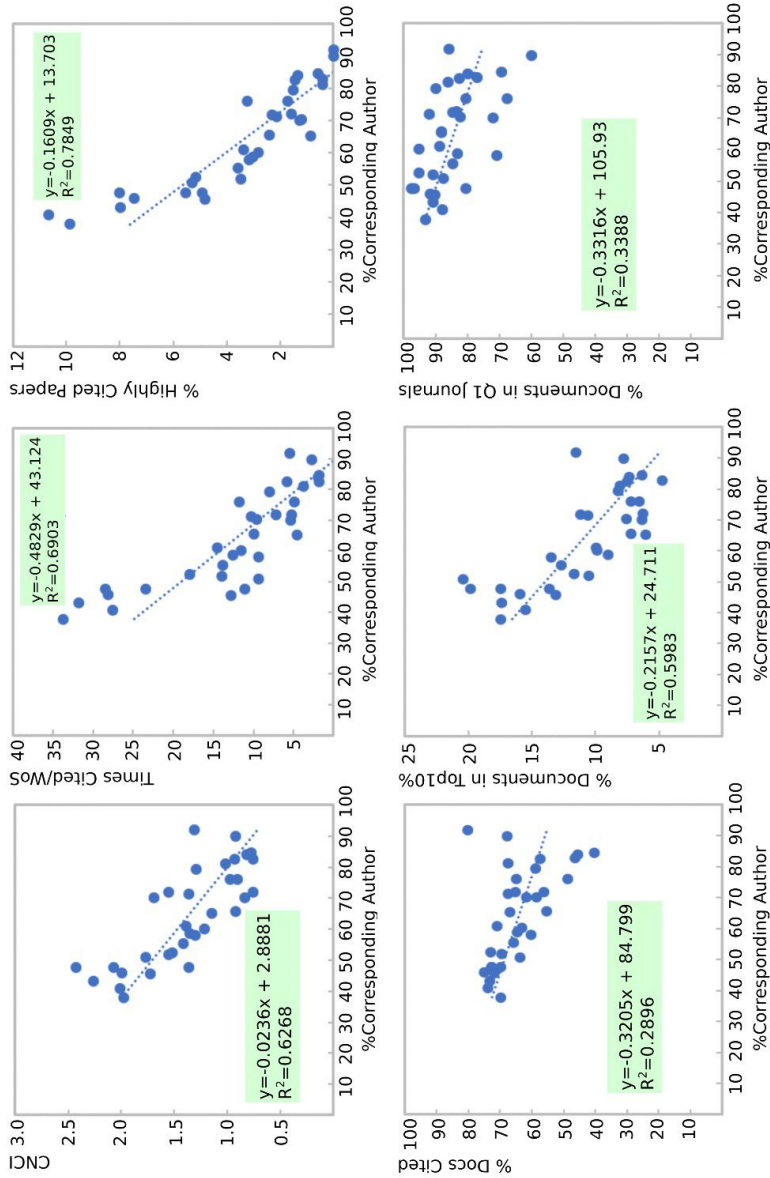 CNCI
3.0
2.5
2.0
1.5
1.0
0.5
y=-0.0236x + 2.8881
R²=0.6268
10 20 30 40 50 60 70 80 90 100
%Corresponding Author
Times Cited/WoS
40
35
30
25
20
15
10
5
y=-0.4829x + 43.124
R²=0.6903
10 20 30 40 50 60 70 80 90 100
%Corresponding Author
% Highly Cited Papers
12
10
8
6
4
2
y=-0.1609x + 13.703
R²=0.7849
10 20 30 40 50 60 70 80 90 100
%Corresponding Author
% Docs Cited
100
90
80
70
60
50
40
30
20
10
y=-0.3205x + 84.799
R²=0.2896
10 20 30 40 50 60 70 80 90 100
%Corresponding Author
% Documents in Top10%
25
20
15
10
5
y=-0.2157x + 24.711
R²=0.5983
10 20 30 40 50 60 70 80 90 100
%Corresponding Author
% Documents in Q1 Journals
100
90
80
70
60
50
40
30
20
10
y=-0.3316x + 105.93
R²=0.3388
10 20 30 40 50 60 70 80 90 100
%Corresponding Author